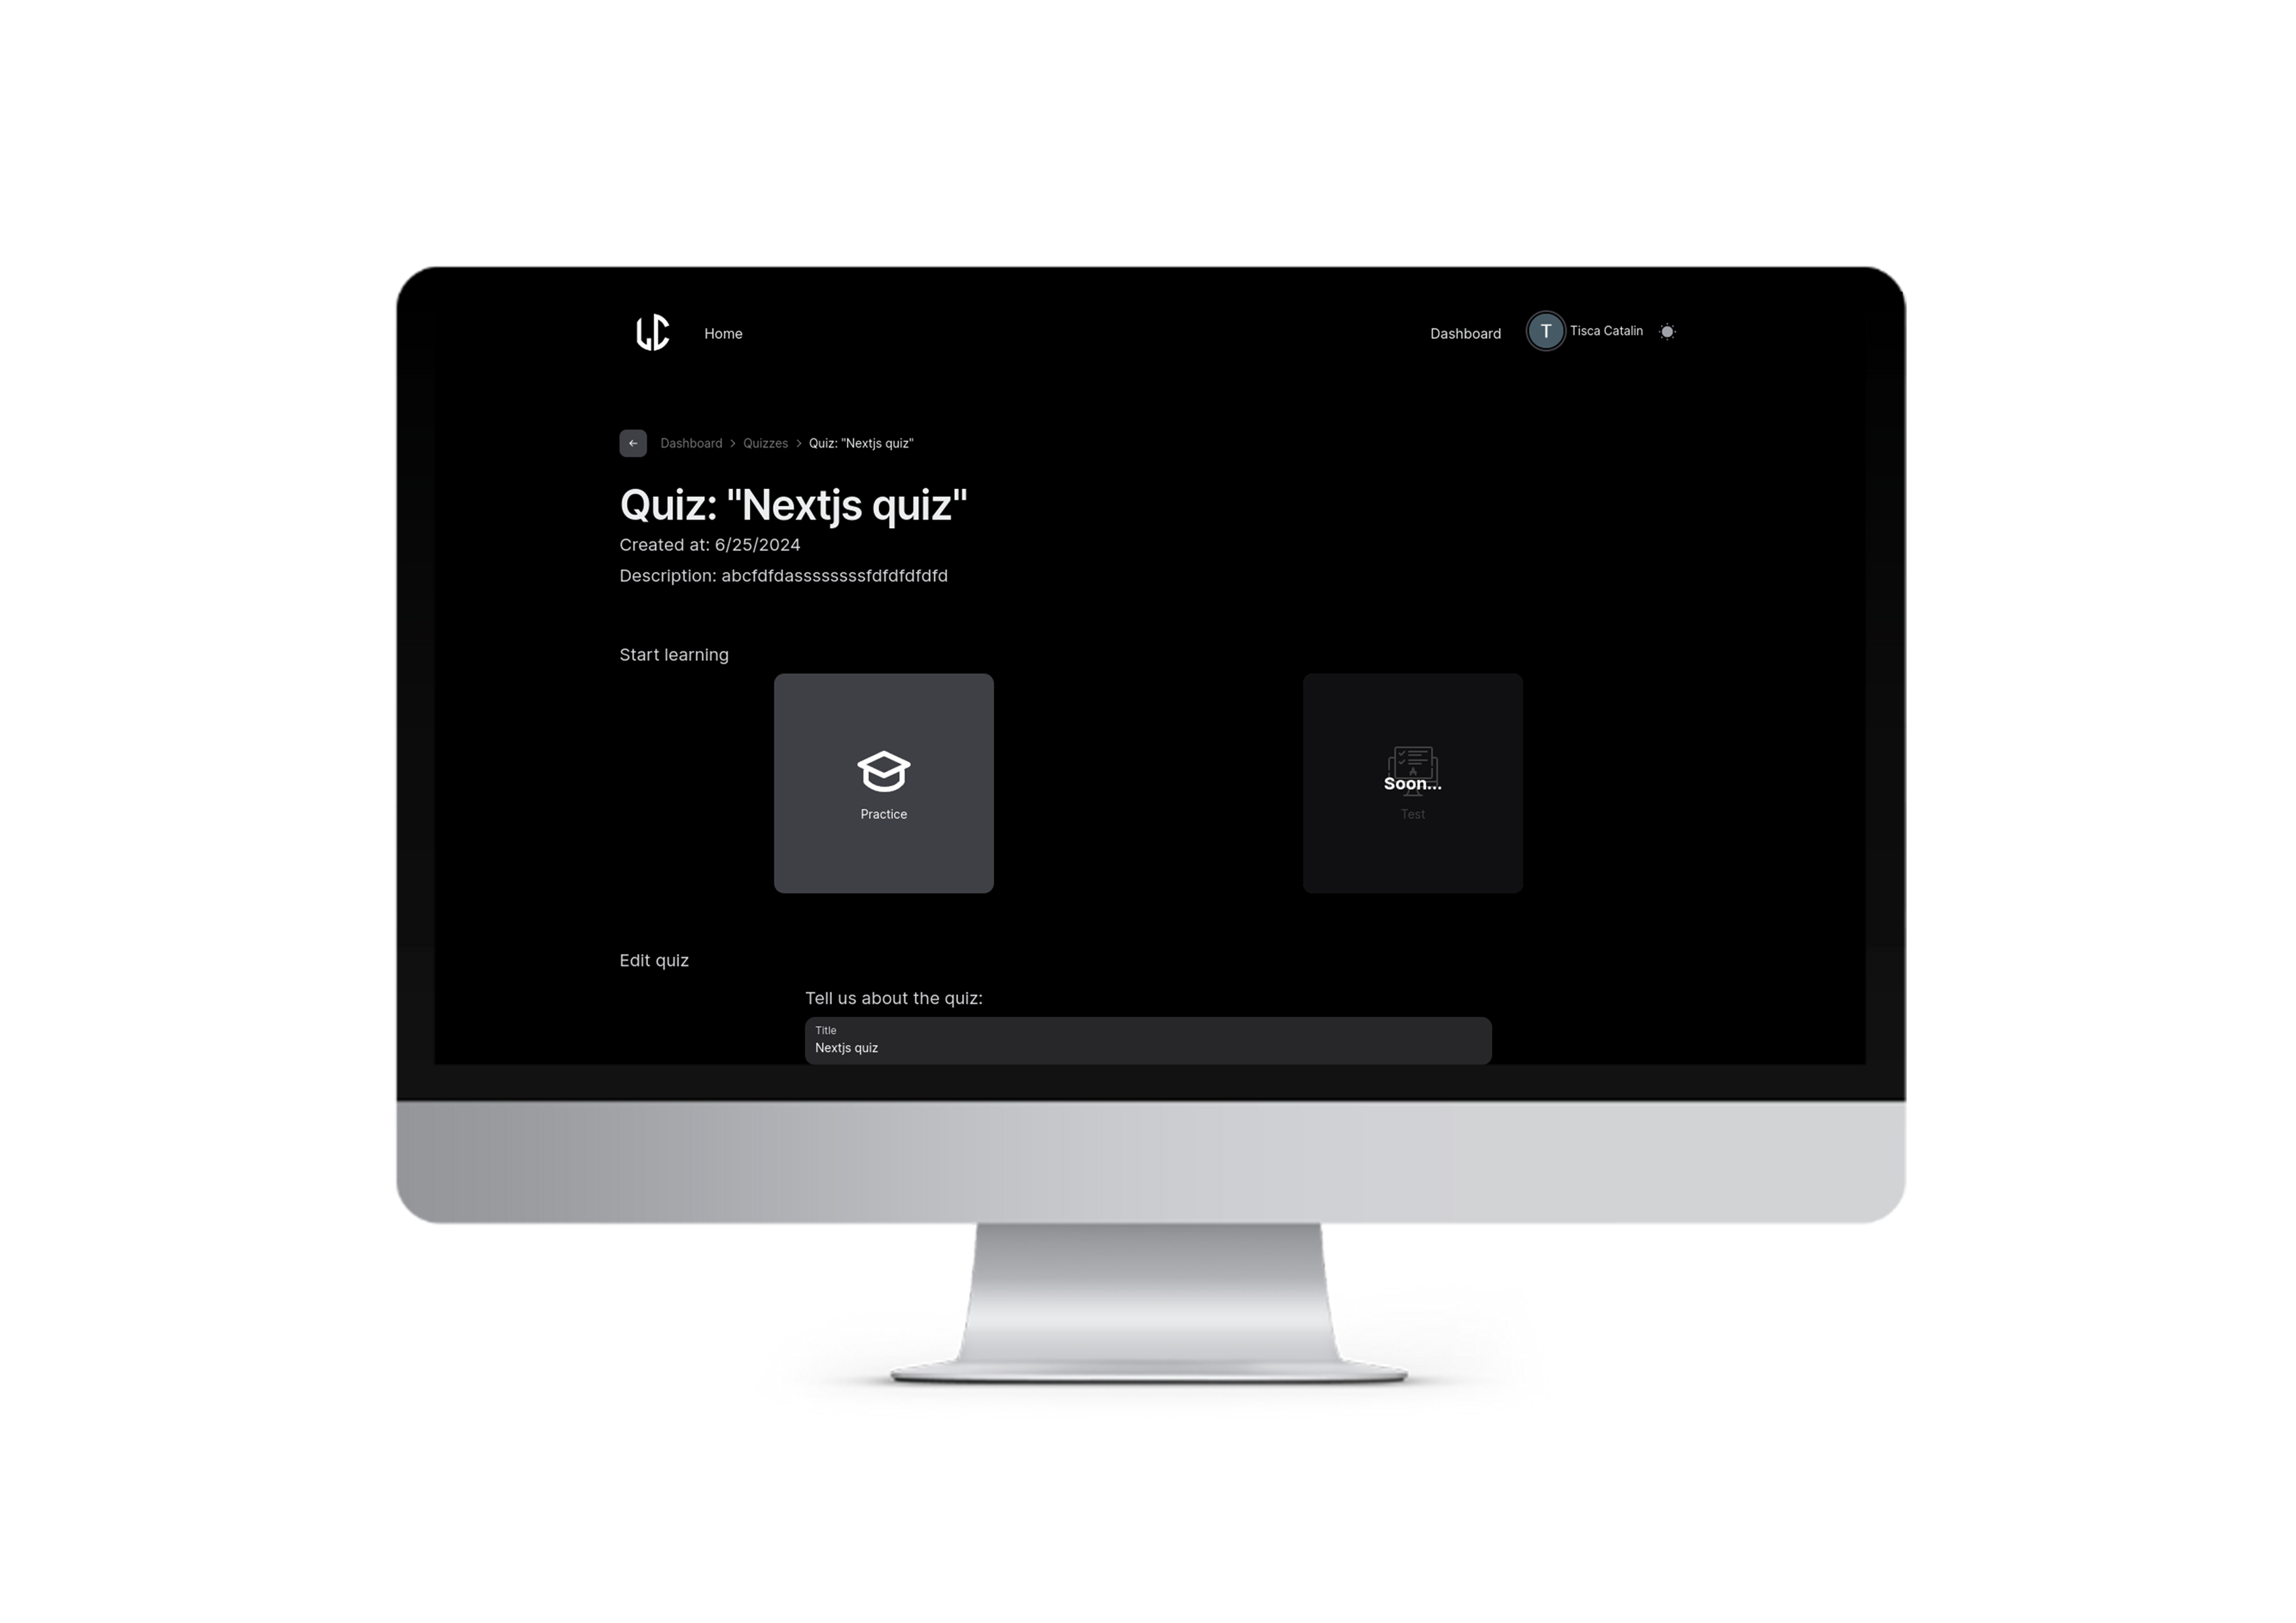 Home
Dashboard
T
Tisca Catalin
Dashboard > Quizzes > Quiz: "Nextjs quiz"
Quiz: "Nextjs quiz"
Created at: 6/25/2024
Description: abcfdfdassssssssfdfdfdfdfd
Start learning
Practice
Soon...
Test
Edit quiz
Tell us about the quiz:
Title
Nextjs quiz